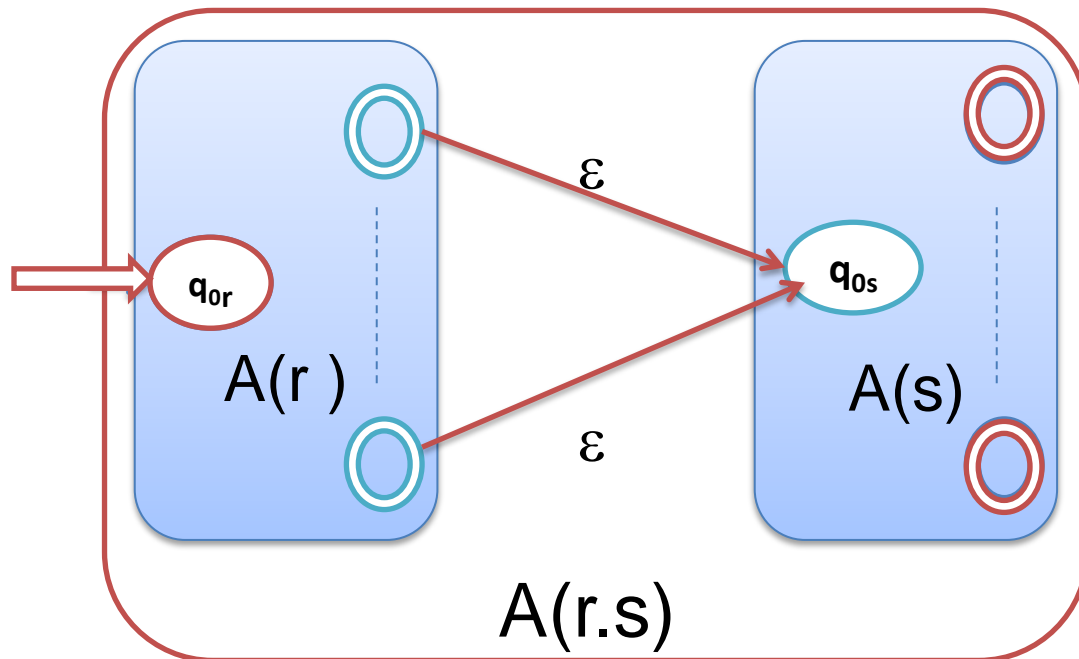 ε
q0r
q0s
A(r )
A(s)
ε
A(r.s)